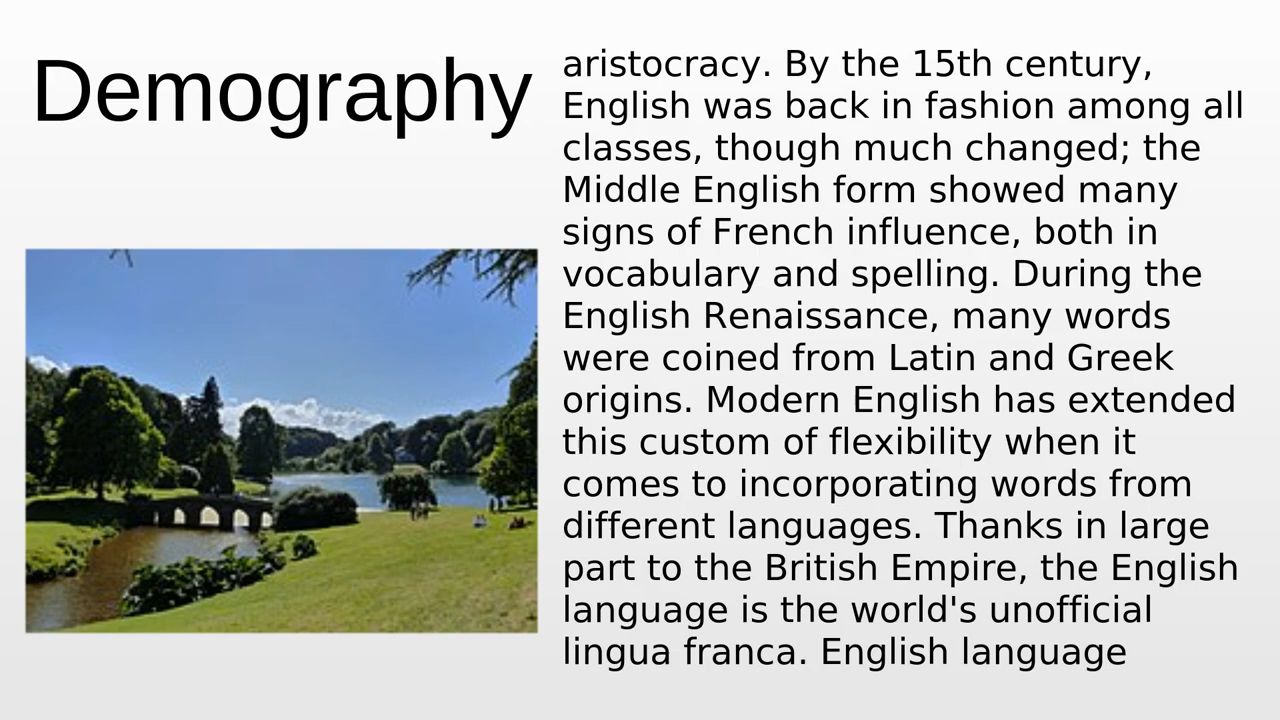 Demography
aristocracy. By the 15th century,
English was back in fashion among all
classes, though much changed; the
Middle English form showed many
signs of French influence, both in
vocabulary and spelling. During the
English Renaissance, many words
were coined from Latin and Greek
origins. Modern English has extended
this custom of flexibility when it
comes to incorporating words from
different languages. Thanks in large
part to the British Empire, the English
language is the world's unofficial
lingua franca. English language